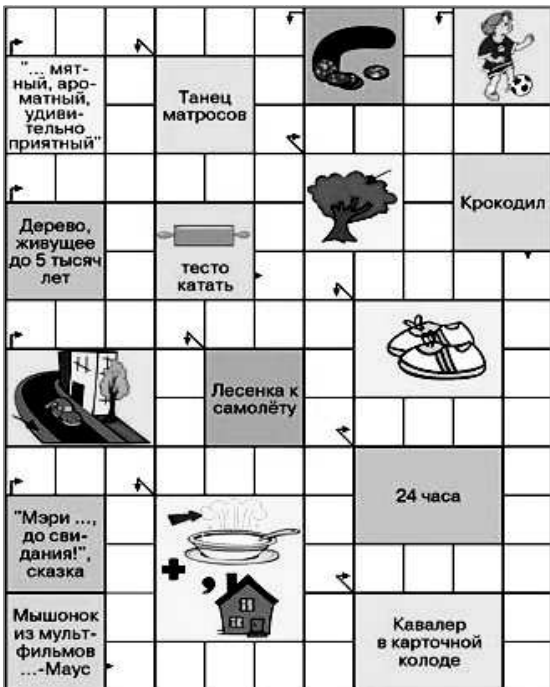 "... мят-
ный, аро-
матный,
удиви-
тельно
приятный"
Танец
матросов
Крокодил
Дерево,
живущее
до 5 тысяч
лет
тесто
катать
Лесенка к
самолёту
24 часа
"Мэри ...,
до сви-
дания!",
сказка
+ ,
Мышонок
из мульт-
фильмов
...-Маус
Кавалер
в карточной
колоде